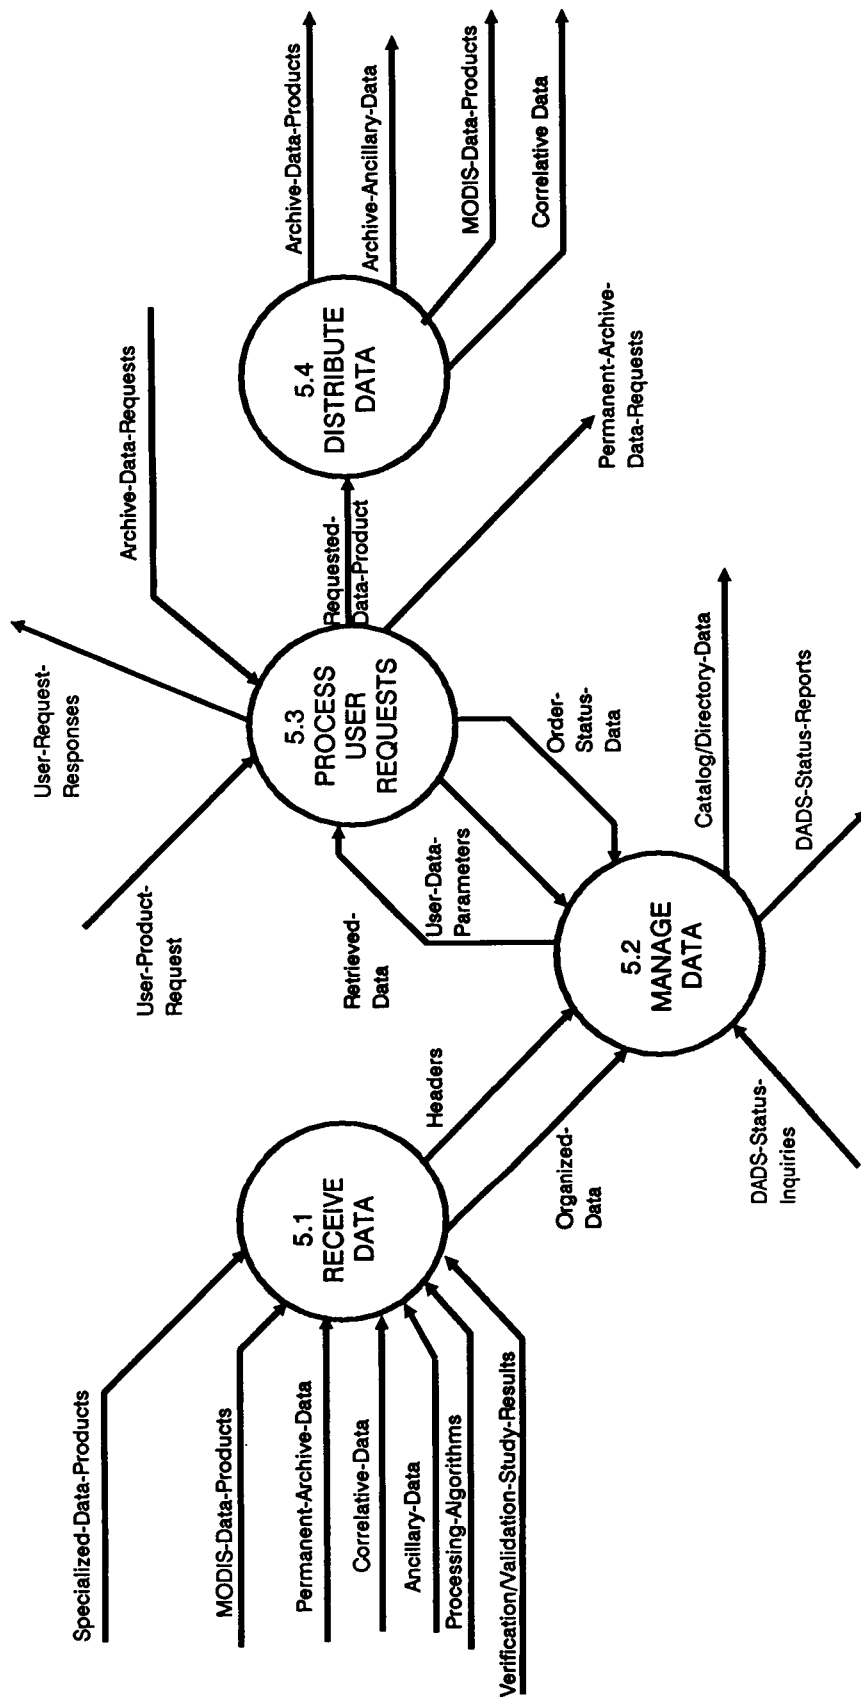 Specialized-Data-Products
MODIS-Data-Products
Permanent-Archive-Data
Correlative-Data
Ancillary-Data
Processing-Algorithms
Verification/Validation-Study-Results
5.1
RECEIVE
DATA
Headers
Organized-
Data
DADS-Status-
Inquiries
5.2
MANAGE
DATA
Catalog/Directory-Data
DADS-Status-Reports
Retrieved-
Data
User-Data-
Parameters
Order-
Status-
Data
User-Product-
Request
User-Request-
Responses
Archive-Data-Requests
5.3
PROCESS
USER
REQUESTS
Requested-
Data-Product
Permanent-Archive-
Data-Requests
5.4
DISTRIBUTE
DATA
Archive-Data-Products
Archive-Ancillary-Data
MODIS-Data-Products
Correlative Data